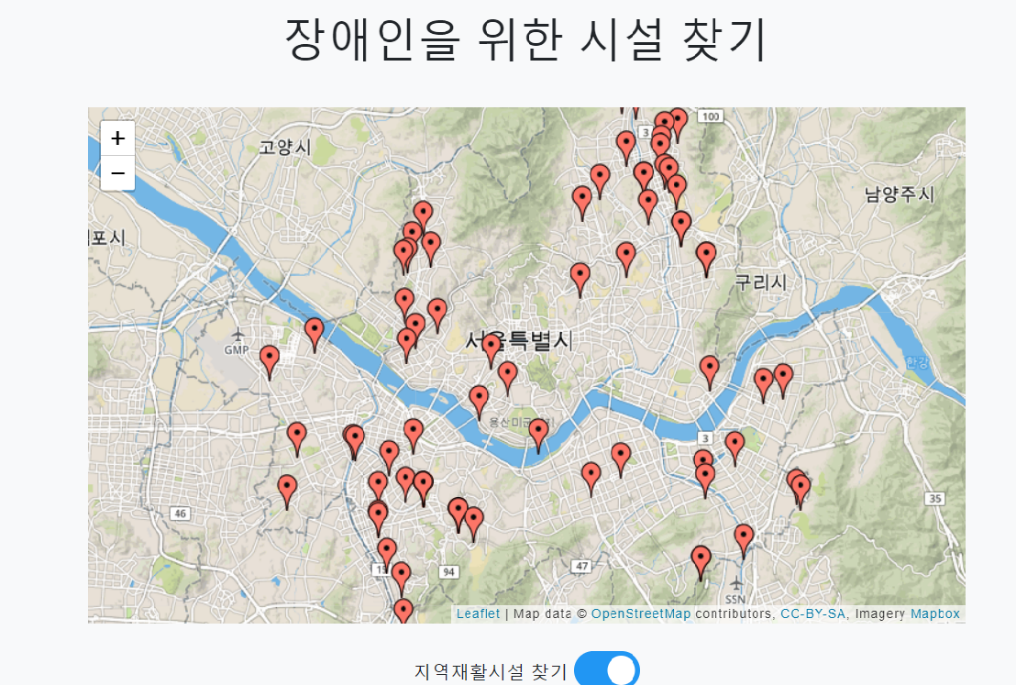 장애인을 위한 시설 찾기
+
−
100
3
고양시
남양주시
포시
구리시
GMP
서울특별시
한강
용산미군기지
3
35
46
94
47
SSN
Leaflet | Map data © OpenStreetMap contributors, CC-BY-SA, Imagery Mapbox
지역재활시설 찾기